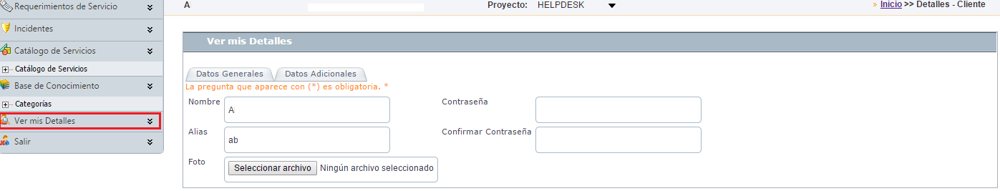 Requerimientos de Servicio
Incidentes
Catálogo de Servicios
Catálogo de Servicios
Base de Conocimiento
Categorías
Ver mis Detalles
Salir
A
Proyecto: HELPDESK
» Inicio >> Detalles - Cliente
Ver mis Detalles
Datos Generales Datos Adicionales
La pregunta que aparece con (*) es obligatoria. *
Nombre A Contraseña
Alias ab Confirmar Contraseña
Foto Seleccionar archivo Ningún archivo seleccionado